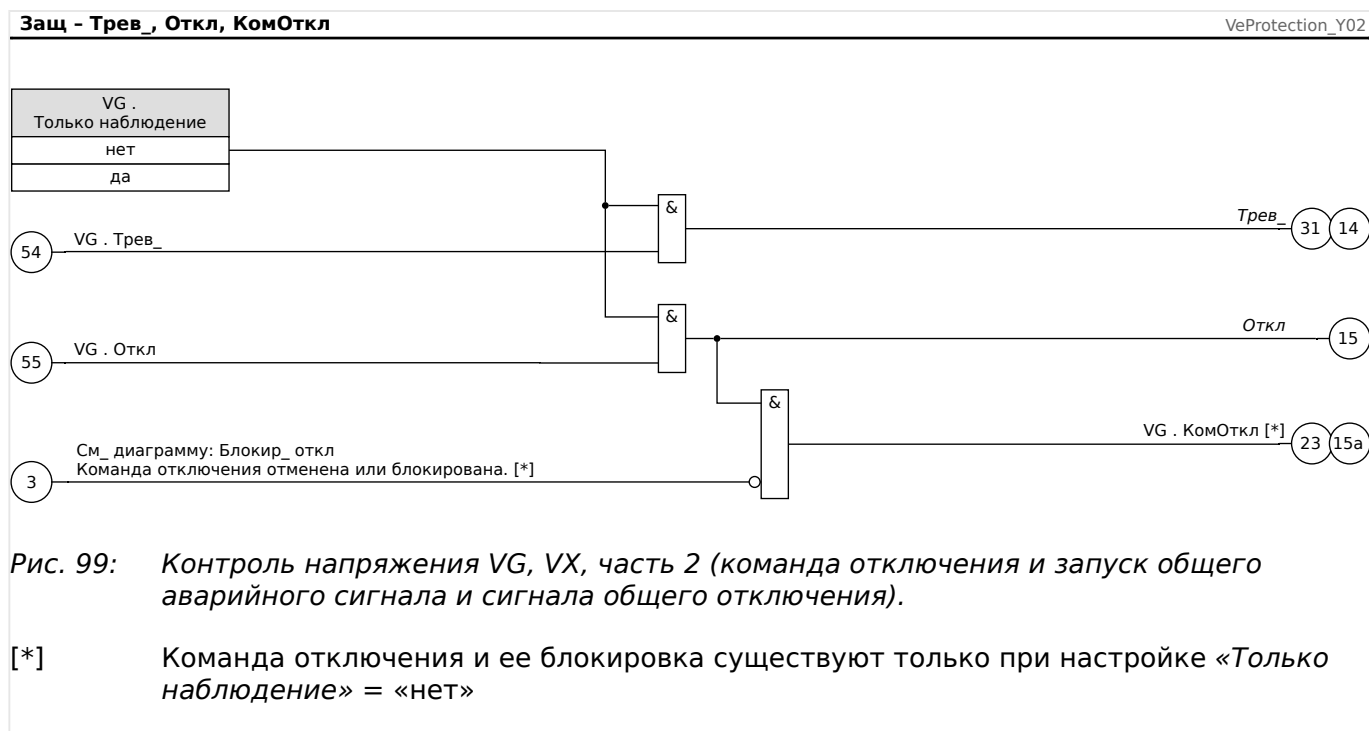 Защ – Трев_, Откл, КомОткл
VeProtection_Y02
VG .
Только наблюдение
нет
да
&
Трев_
31
14
54
VG . Трев_
&
Откл
15
55
VG . Откл
&
VG . КомОткл [*]
23
15a
См_ диаграмму: Блокир_ откл
3
Команда отключения отменена или блокирована. [*]
Рис. 99: Контроль напряжения VG, VX, часть 2 (команда отключения и запуск общего
аварийного сигнала и сигнала общего отключения).
[*] Команда отключения и ее блокировка существуют только при настройке «Только
наблюдение» = «нет»